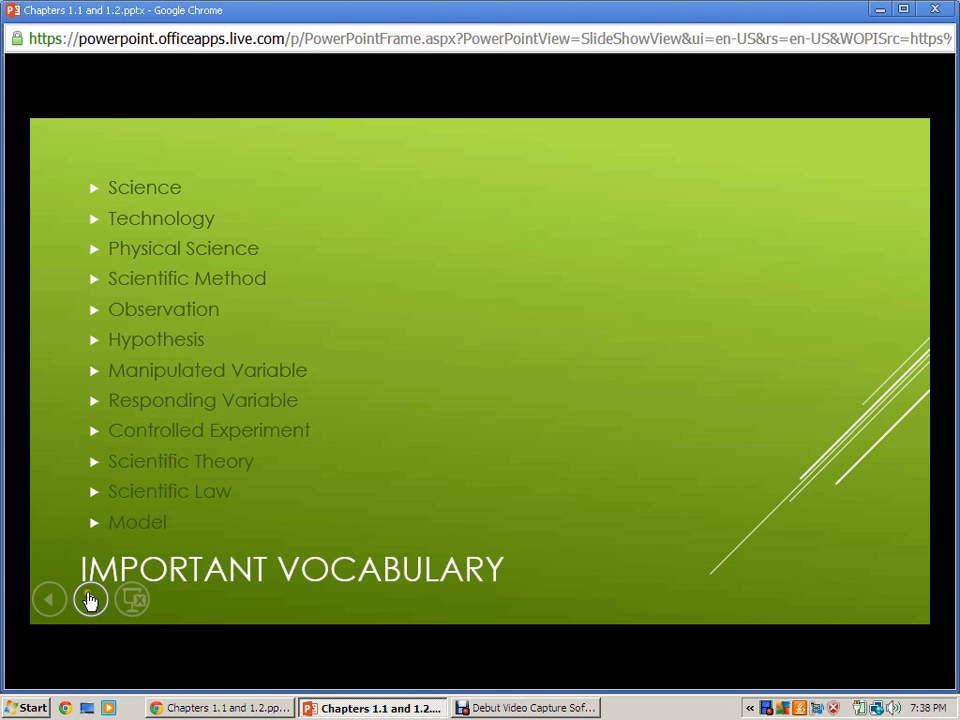 Chapters 1.1 and 1.2.pptx - Google Chrome
https://powerpoint.officeapps.live.com/p/PowerPointFrame.aspx?PowerPointView=SlideShowView&ui=en-US&rs=en-US&WOPISrc=https%
Science
Technology
Physical Science
Scientific Method
Observation
Hypothesis
Manipulated Variable
Responding Variable
Controlled Experiment
Scientific Theory
Scientific Law
Model
IMPORTANT VOCABULARY
Start
Chapters 1.1 and 1.2.pp...
Chapters 1.1 and 1.2....
Debut Video Capture Sof...
7:38 PM